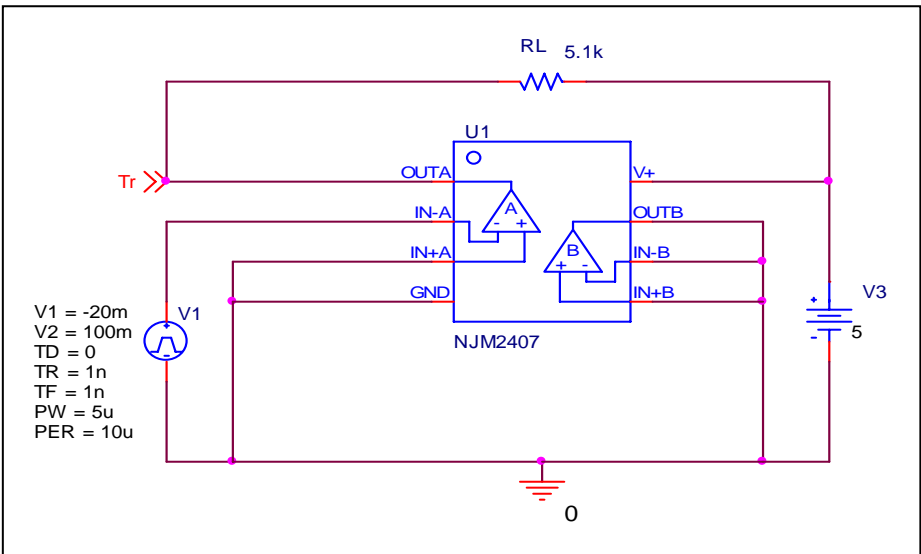 RL 5.1k
U1
Tr
OUTA
V+
A
IN-A
OUTB
- +
B
IN+A
IN-B
+ -
GND
IN+B
NJM2407
V1 = -20m
V2 = 100m
TD = 0
TR = 1n
TF = 1n
PW = 5u
PER = 10u
V1
+
-
V3
+
5
-
0